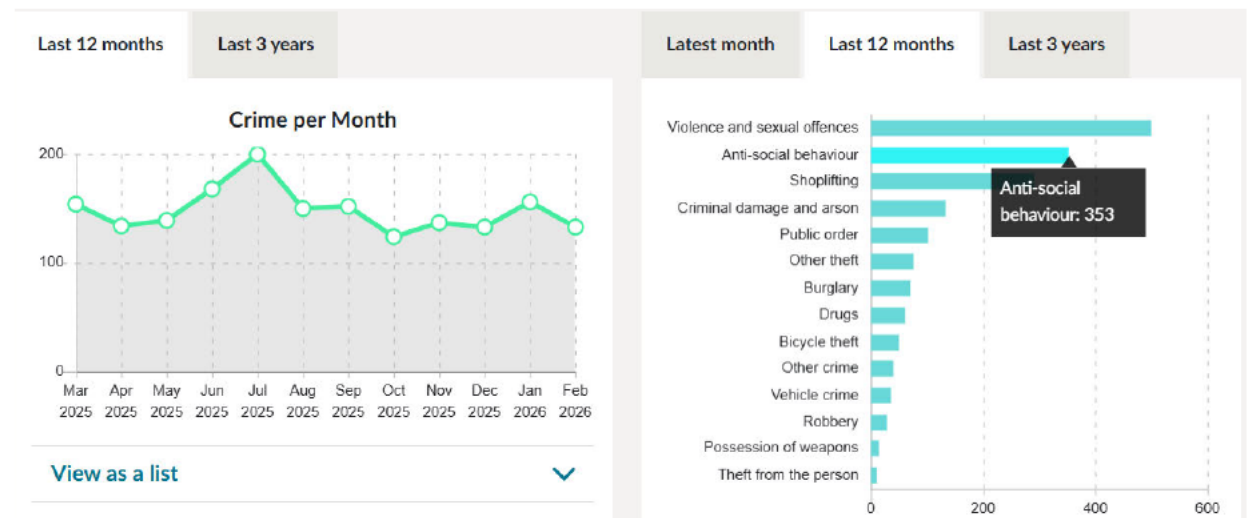 Last 12 months
Last 3 years
Crime per Month
200
100
0
Mar Apr May Jun Jul Aug Sep Oct Nov Dec Jan Feb
2025 2025 2025 2025 2025 2025 2025 2025 2025 2025 2026 2026
View as a list
Latest month
Last 12 months
Last 3 years
Violence and sexual offences
Anti-social behaviour
Shoplifting
Criminal damage and arson
Public order
Other theft
Burglary
Drugs
Bicycle theft
Other crime
Vehicle crime
Robbery
Possession of weapons
Theft from the person
Anti-social
behaviour: 353
0 200 400 600